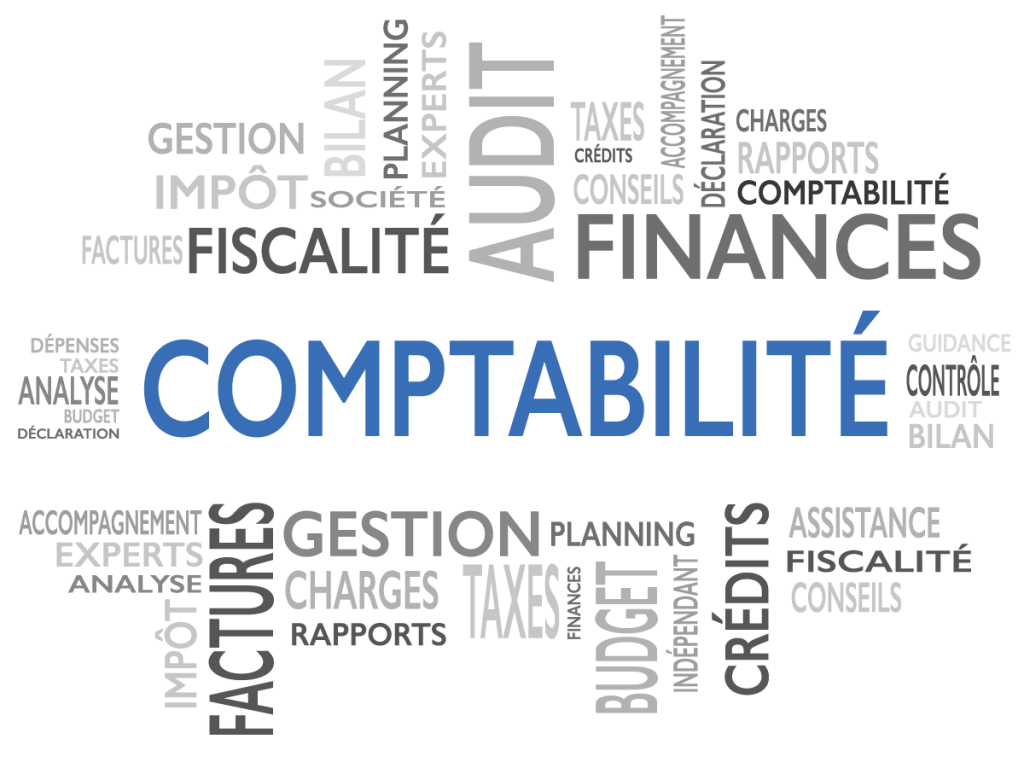 GESTION
BILAN
PLANNING
EXPERTS
IMPÔT
SOCIÉTÉ
FACTURES
FISCALITÉ
AUDIT
TAXES
CRÉDITS
CONSEILS
ACCOMPAGNEMENT
DÉCLARATION
CHARGES
RAPPORTS
COMPTABILITÉ
FINANCES
DÉPENSES
TAXES
ANALYSE
BUDGET
DÉCLARATION
COMPTABILITÉ
GUIDANCE
CONTRÔLE
AUDIT
BILAN
ACCOMPAGNEMENT
EXPERTS
ANALYSE
IMPÔT
FACTURES
GESTION
CHARGES
RAPPORTS
TAXES
FINANCES
PLANNING
BUDGET
INDÉPENDANT
CRÉDITS
ASSISTANCE
FISCALITÉ
CONSEILS